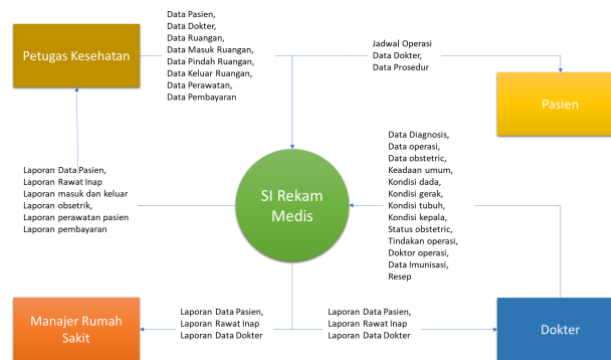 Data Pasien,
Data Dokter,
Data Ruangan,
Data Masuk Ruangan,
Data Pindah Ruangan,
Data Keluar Ruangan,
Data Perawatan,
Data Pembayaran
Petugas Kesehatan
Jadwal Operasi
Data Dokter,
Data Prosedur
Pasien
Data Diagnosis,
Data operasi,
Data obstetric,
Keadaan umum,
Kondisi dada,
Kondisi gerak,
Kondisi tubuh,
Kondisi kepala,
Status obstetric,
Tindakan operasi,
Doktor operasi,
Data Imunisasi,
Resep
Laporan Data Pasien,
Laporan Rawat Inap
Laporan masuk dan keluar
Laporan obsetrik,
Laporan perawatan pasien
Laporan pembayaran
SI Rekam
Medis
Manajer Rumah
Sakit
Laporan Data Pasien,
Laporan Rawat Inap
Laporan Data Dokter
Laporan Data Pasien,
Laporan Rawat Inap
Laporan Data Dokter
Dokter